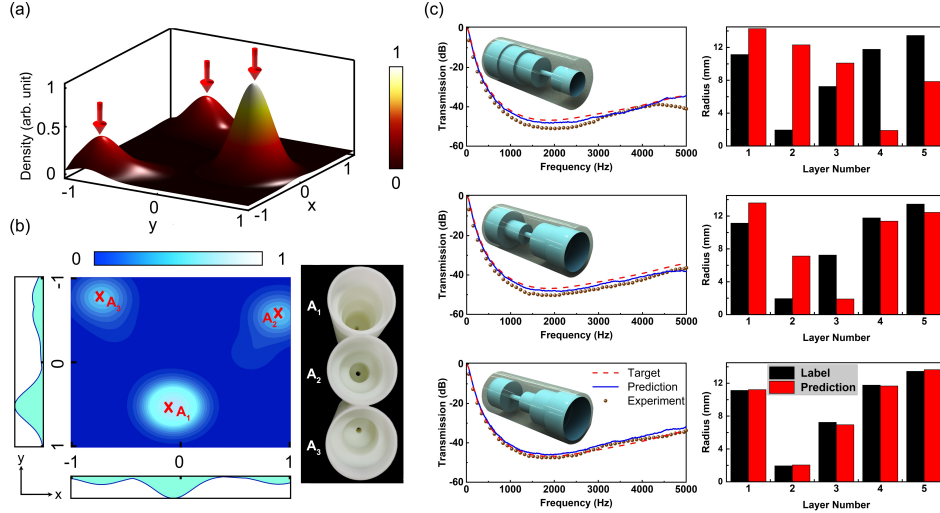 (a)
Density (arb. unit)
1
0.5
0
-1
0
y
1
-1
0
x
1
1
0
(b)
0
1
-1
0
1
-1
0
1
y
x
A₃
A₂
A₁
A₁
A₂
A₃
(c)
Transmission (dB)
0
-20
-40
-60
0 1000 2000 3000 4000 5000
Frequency (Hz)
Radius (mm)
12
8
4
0
1 2 3 4 5
Layer Number
Transmission (dB)
0
-20
-40
-60
0 1000 2000 3000 4000 5000
Frequency (Hz)
Radius (mm)
12
8
4
0
1 2 3 4 5
Layer Number
Transmission (dB)
0
-20
-40
-60
0 1000 2000 3000 4000 5000
Frequency (Hz)
Target
Prediction
Experiment
Radius (mm)
12
8
4
0
1 2 3 4 5
Layer Number
Label
Prediction